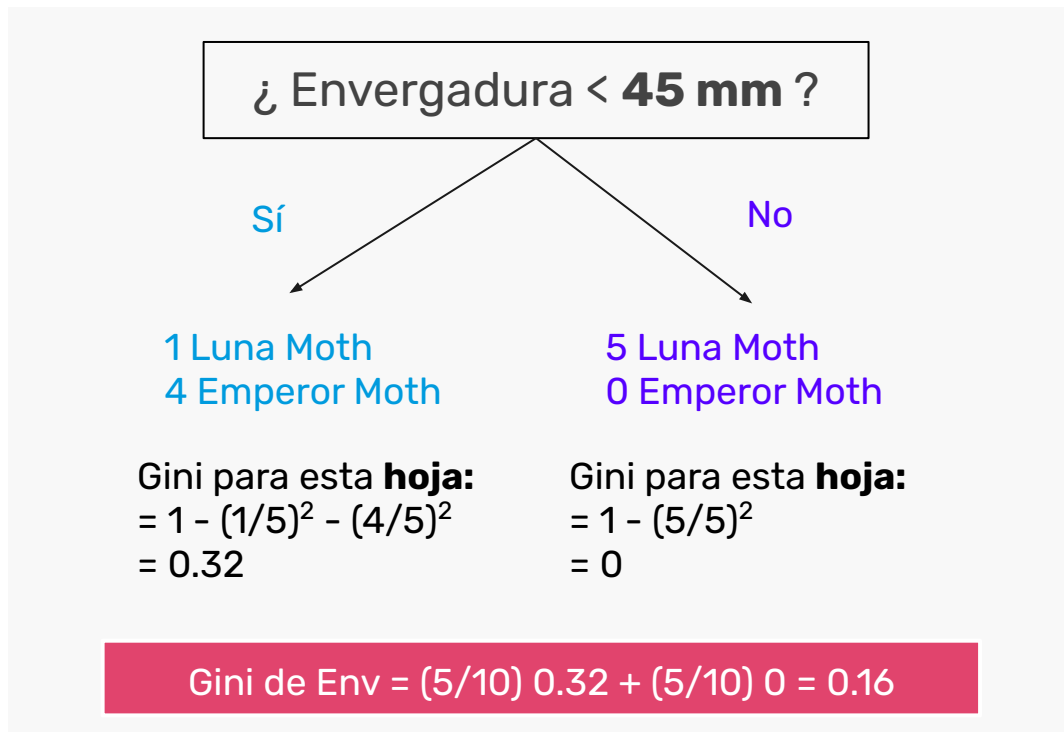 ¿ Envergadura < 45 mm ?
Sí
No
1 Luna Moth
4 Emperor Moth
5 Luna Moth
0 Emperor Moth
Gini para esta hoja:
= 1 - (1/5)² - (4/5)²
= 0.32
Gini para esta hoja:
= 1 - (5/5)²
= 0
Gini de Env = (5/10) 0.32 + (5/10) 0 = 0.16